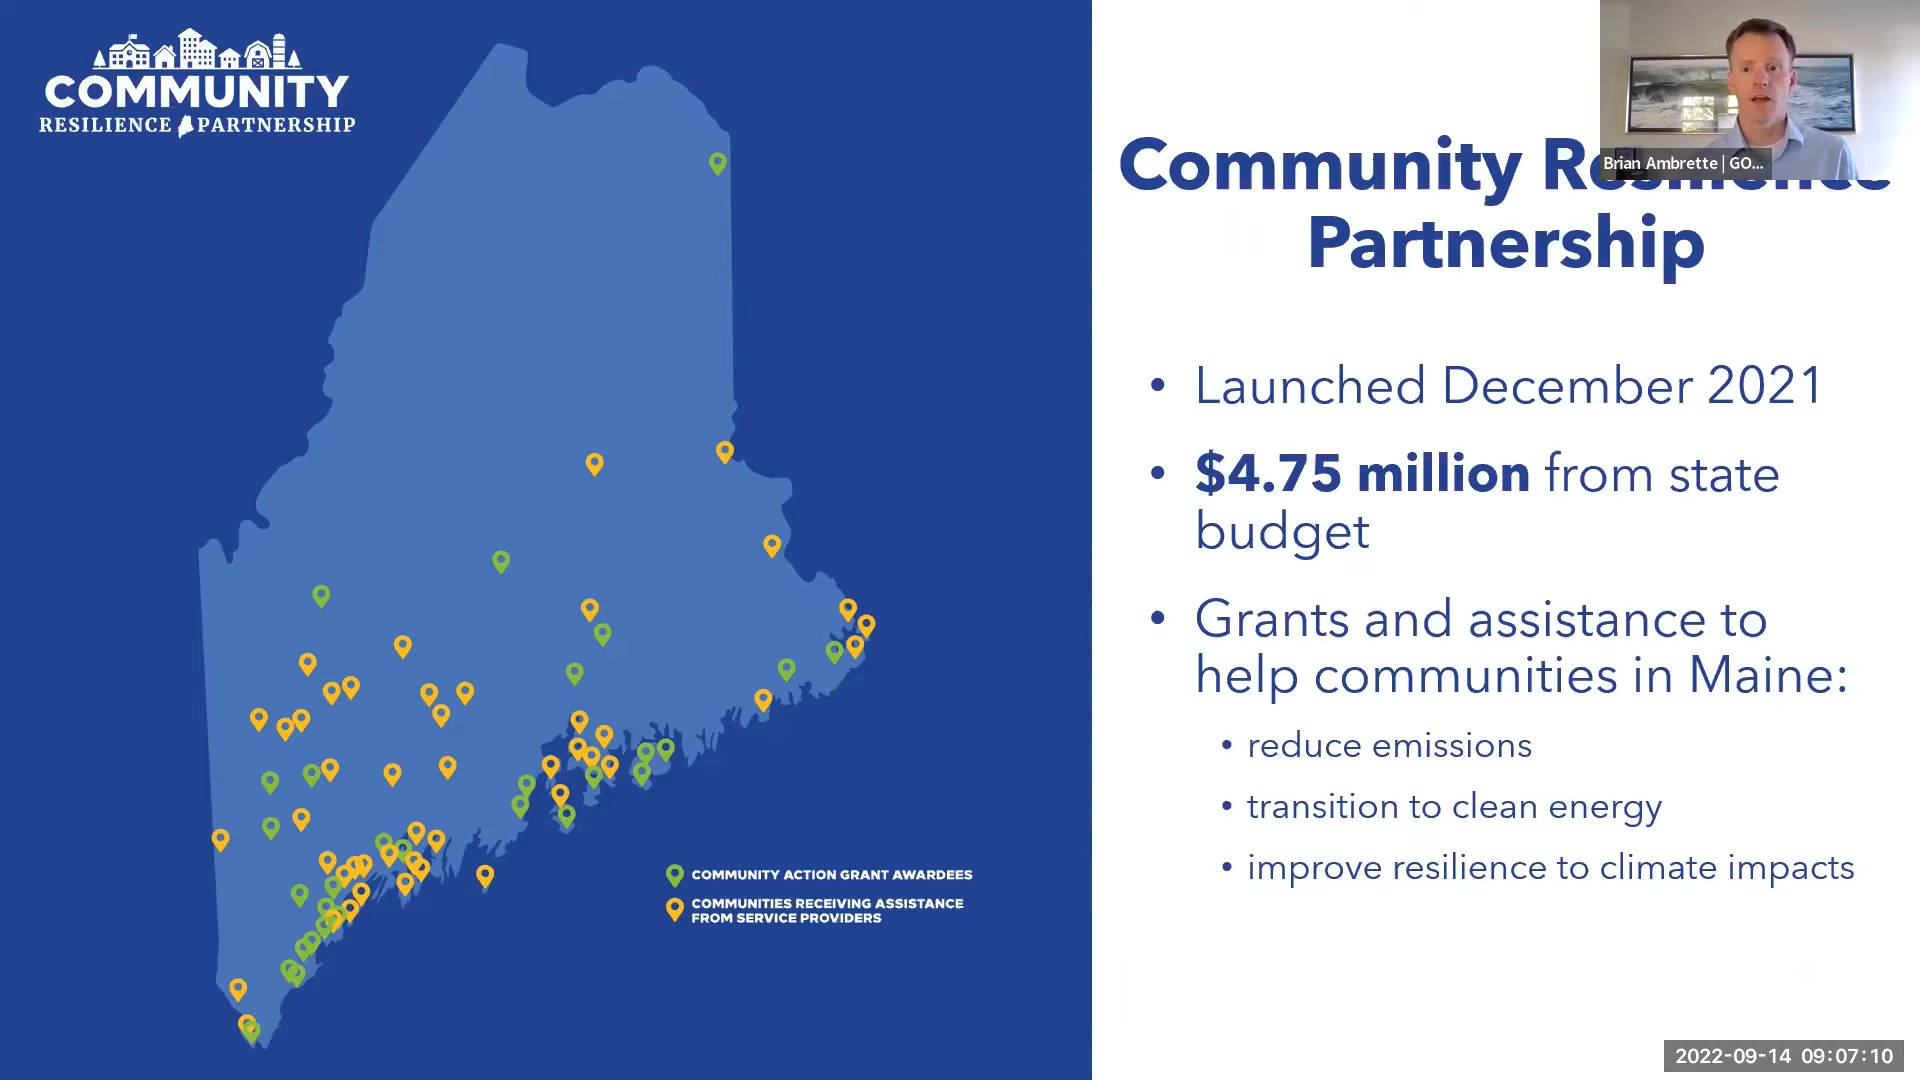 COMMUNITY
RESILIENCE PARTNERSHIP
COMMUNITY ACTION GRANT AWARDEES
COMMUNITIES RECEIVING ASSISTANCE
FROM SERVICE PROVIDERS
Brian Ambrette | GO...
Community Resilience
Partnership
• Launched December 2021
• $4.75 million from state
budget
• Grants and assistance to
help communities in Maine:
• reduce emissions
• transition to clean energy
• improve resilience to climate impacts
2022-09-14 09:07:10